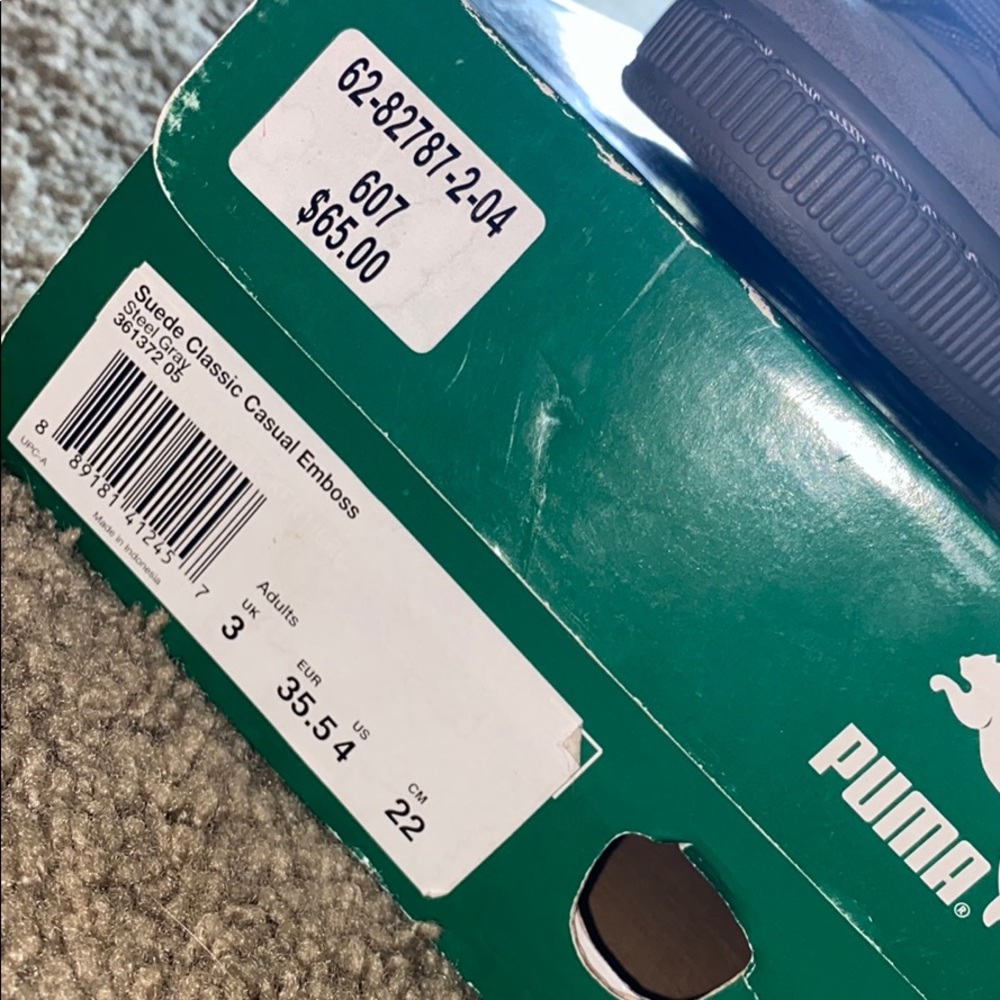 62-82787-2-04
607
$65.00
Suede Classic Casual Emboss
Steel Gray
361372 05
8 89181 41245 7
UPC-A
Made in Indonesia
Adults
UK
3
EUR
35.5
US
4
CM
22
PUMA®